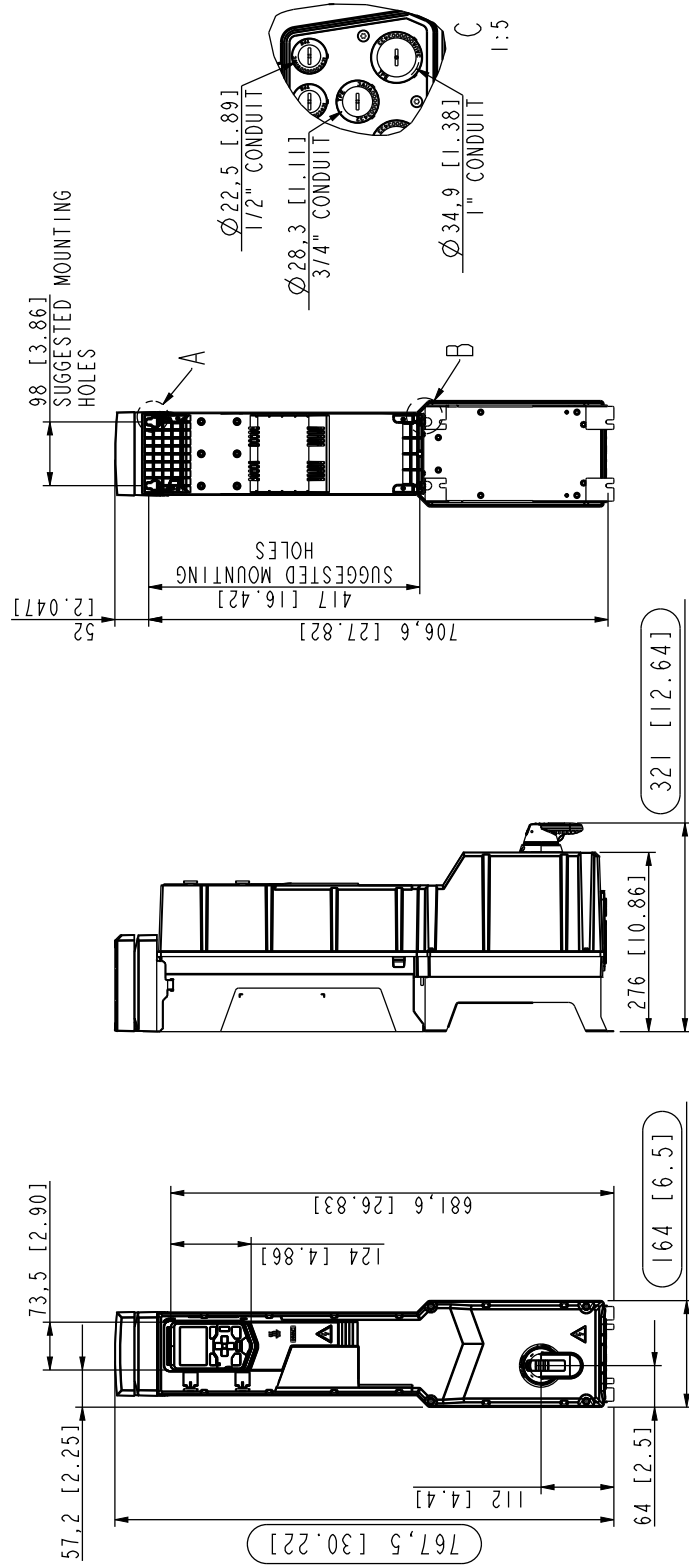 Ø22,5 [.89]
1/2" CONDUIT
Ø28,3 [1.11]
3/4" CONDUIT
Ø34,9 [1.38]
1" CONDUIT
C
1:5
98 [3.86]
SUGGESTED MOUNTING
HOLES
A
B
52
[2.047]
417 [16.42]
SUGGESTED MOUNTING
HOLES
706,6 [27.82]
321 [12.64]
276 [10.86]
73,5 [2.90]
57,2 [2.25]
681,6 [26.83]
124 [4.86]
164 [6.5]
64 [2.5]
112 [4.4]
767,5 [30.22]